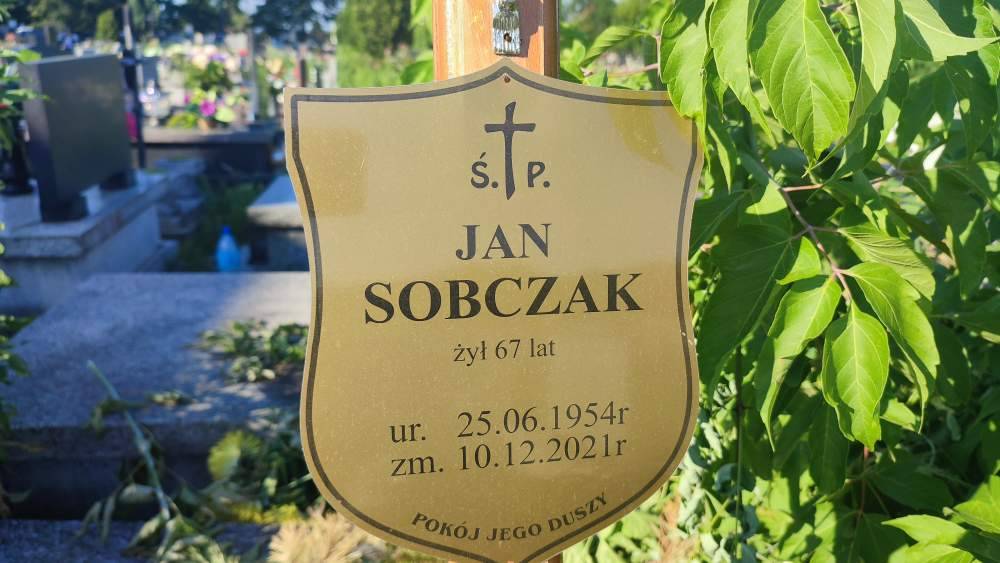 Ś. P.
JAN
SOBCZAK
żył 67 lat
ur. 25.06.1954r
zm. 10.12.2021r
POKÓJ JEGO DUSZY